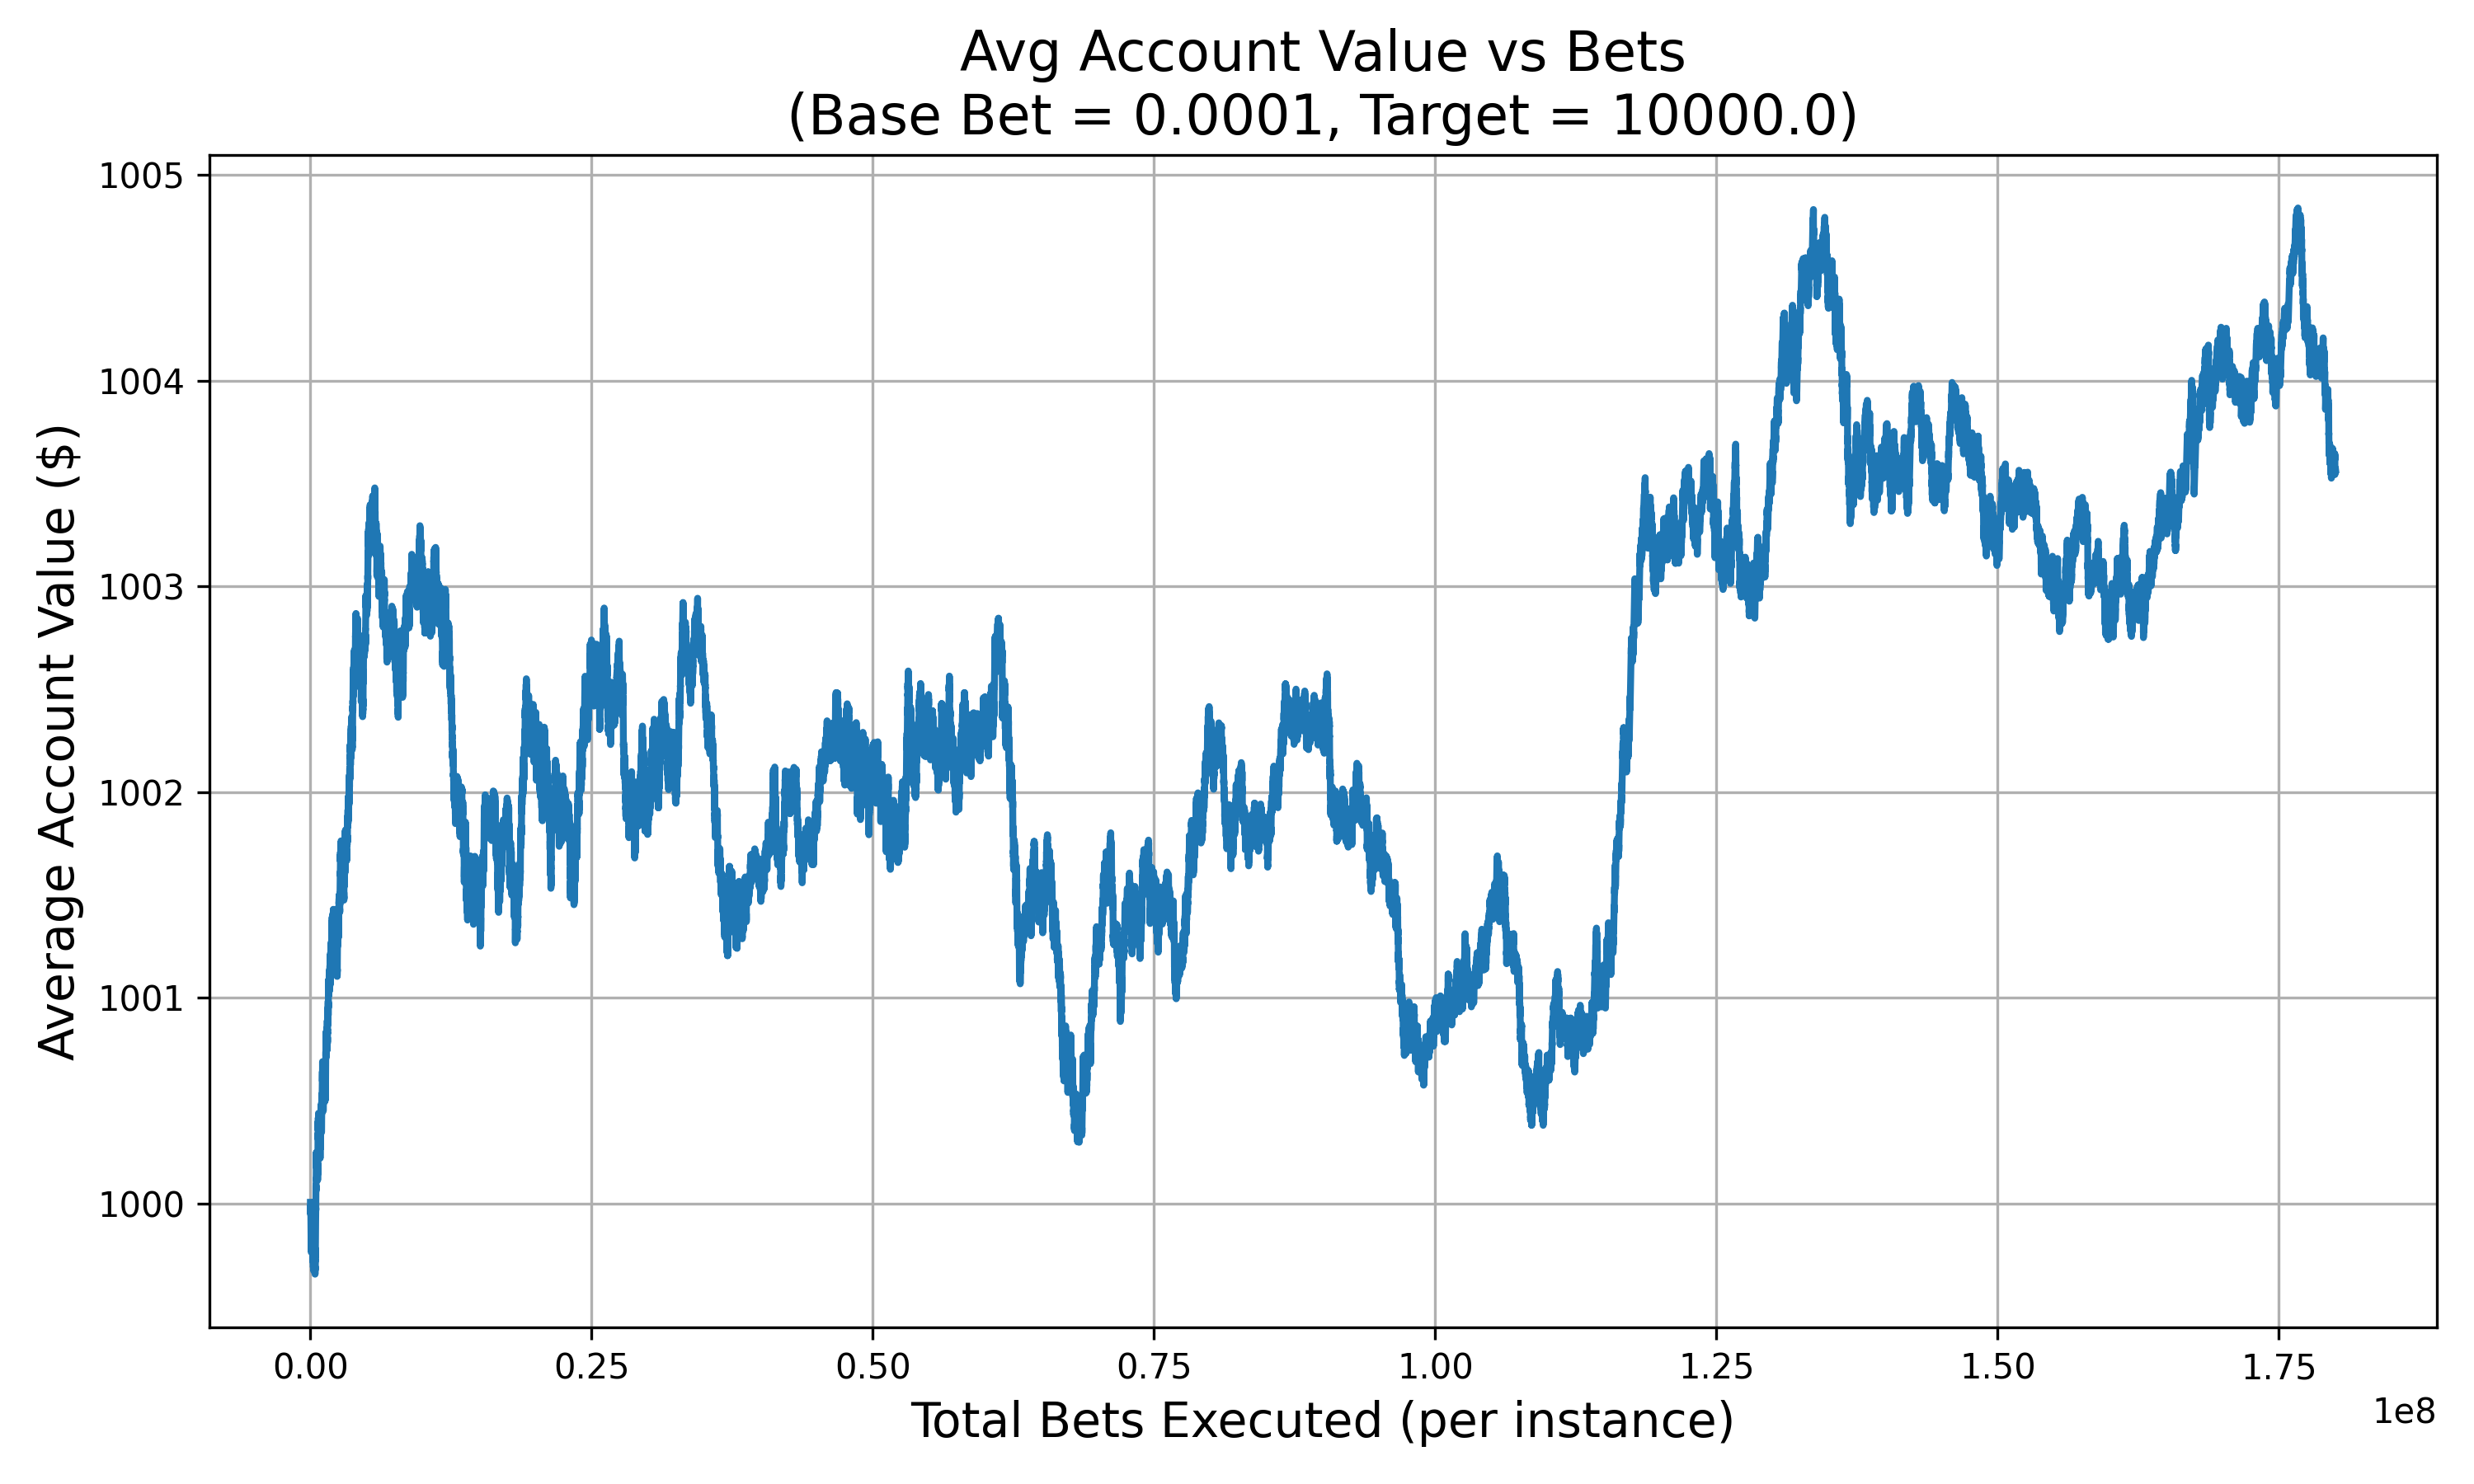 Avg Account Value vs Bets
(Base Bet = 0.0001, Target = 10000.0)
Average Account Value ($)
1005
1004
1003
1002
1001
1000
0.00 0.25 0.50 0.75 1.00 1.25 1.50 1.75
1e8
Total Bets Executed (per instance)